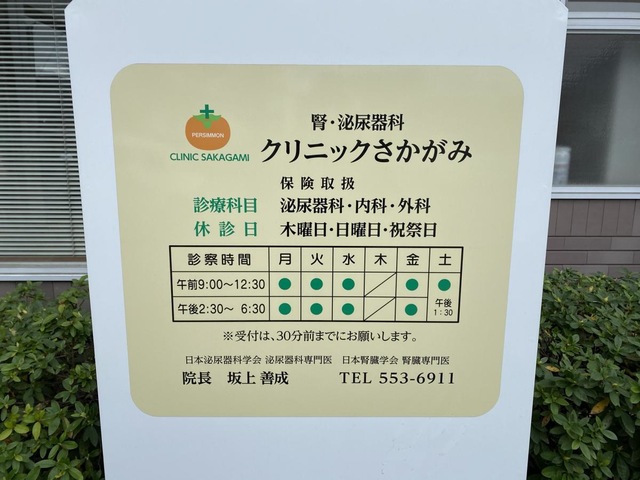 PERSIMMON
CLINIC SAKAGAMI
腎・泌尿器科
クリニックさかがみ
保険取扱
診療科目 泌尿器科・内科・外科
休診日 木曜日・日曜日・祝祭日
診察時間 月 火 水 木 金 土
午前9:00〜12:30 ● ● ● ／ ● ●
午後2:30〜 6:30 ● ● ● ／ ● 午後1:30
※受付は、30分前までにお願いします。
日本泌尿器科学会 泌尿器科専門医 日本腎臓学会 腎臓専門医
院長 坂上善成 TEL 553-6911